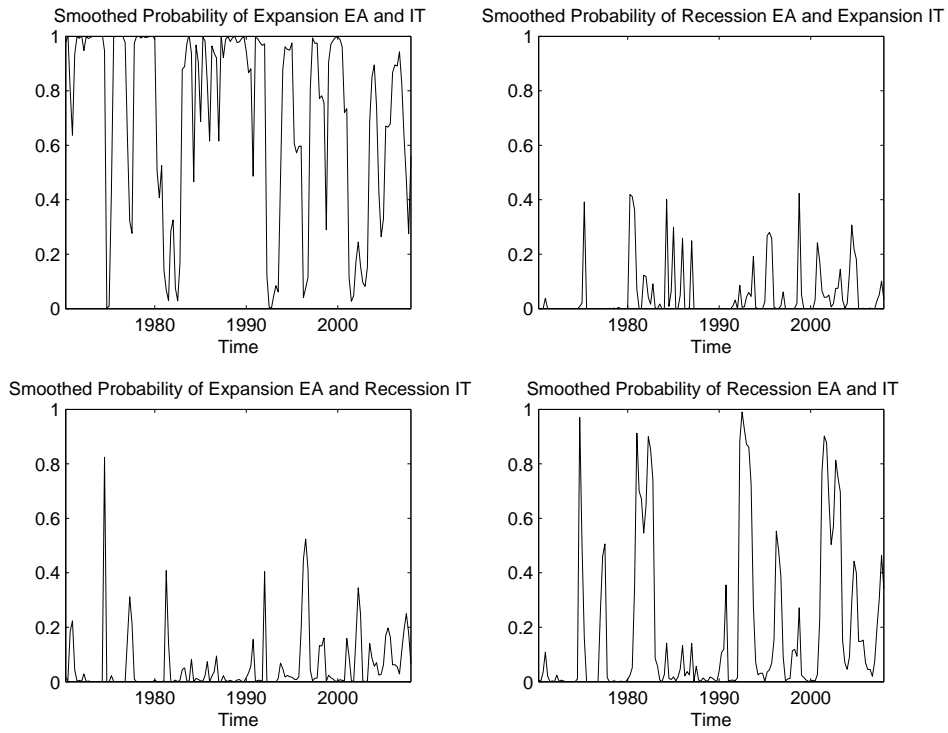 Smoothed Probability of Expansion EA and IT
1
0.8
0.6
0.4
0.2
0
1980 1990 2000
Time
Smoothed Probability of Recession EA and Expansion IT
1
0.8
0.6
0.4
0.2
0
1980 1990 2000
Time
Smoothed Probability of Expansion EA and Recession IT
1
0.8
0.6
0.4
0.2
0
1980 1990 2000
Time
Smoothed Probability of Recession EA and IT
1
0.8
0.6
0.4
0.2
0
1980 1990 2000
Time